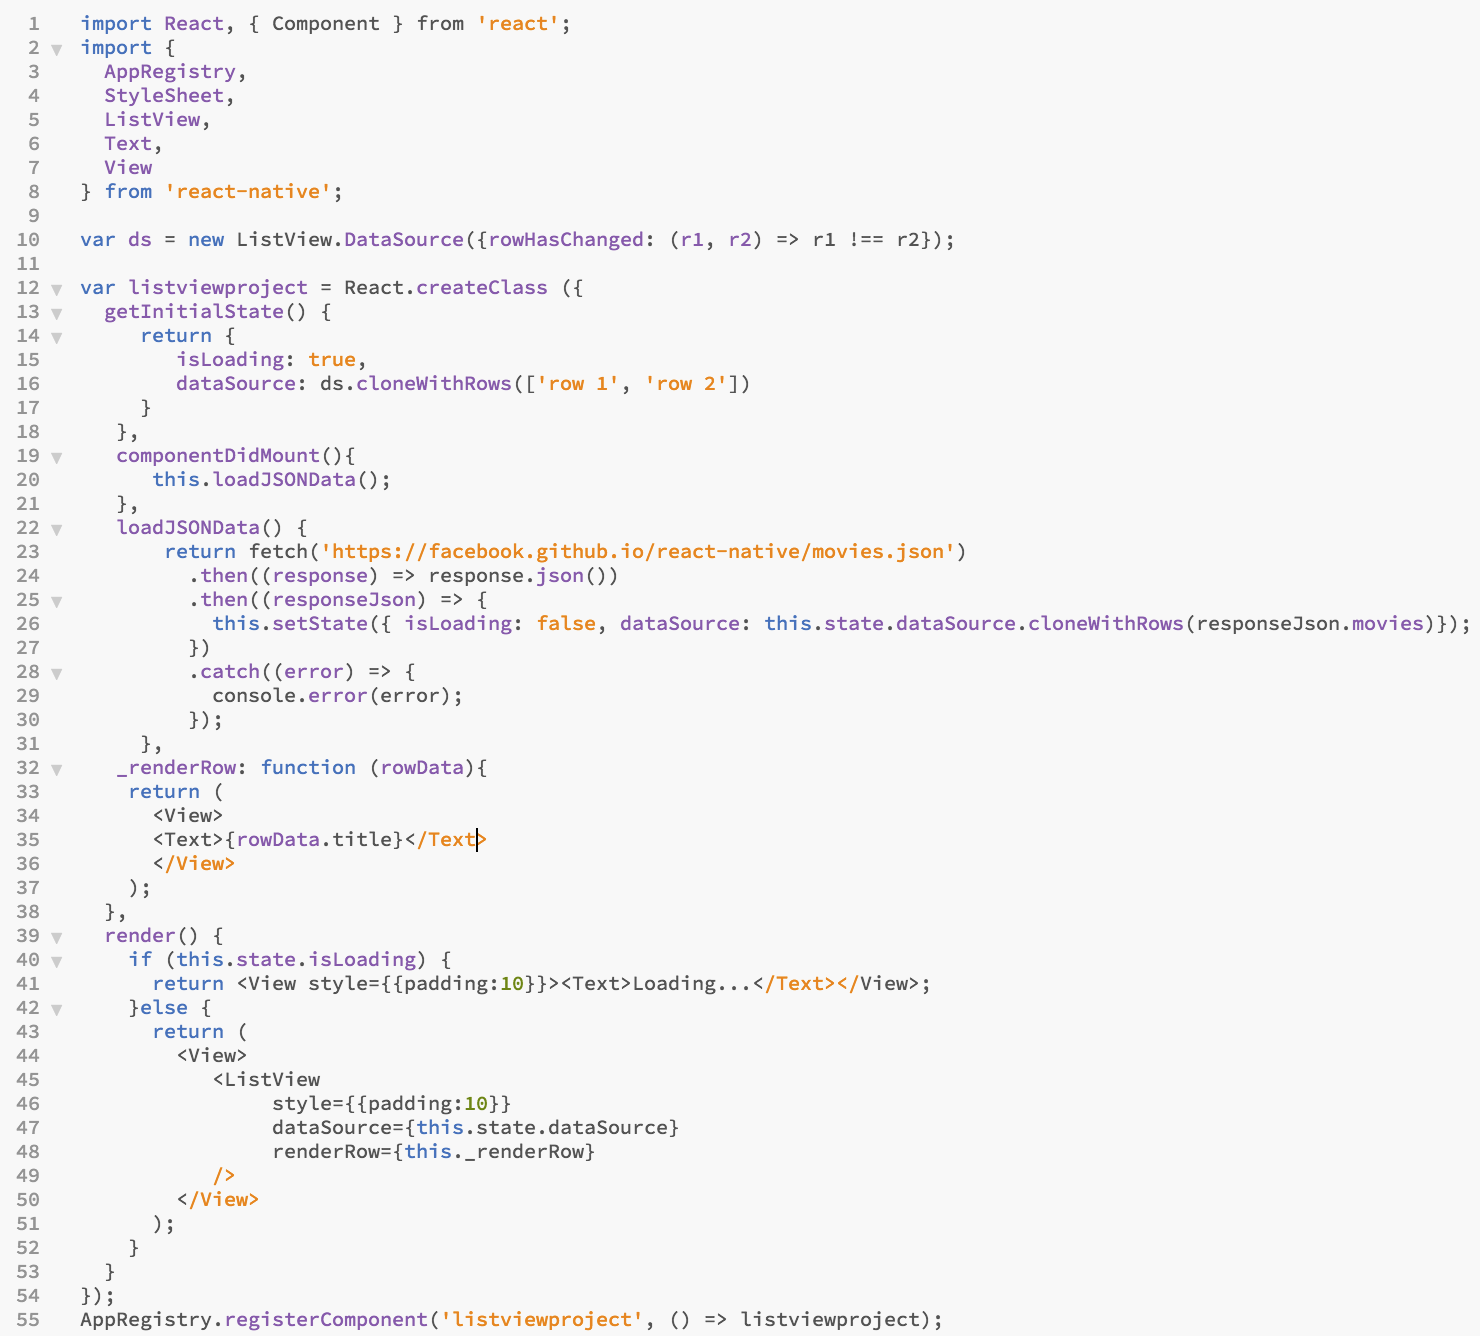 1 import React, { Component } from 'react';
2 import {
3 AppRegistry,
4 StyleSheet,
5 ListView,
6 Text,
7 View
8 } from 'react-native';
9
10 var ds = new ListView.DataSource({rowHasChanged: (r1, r2) => r1 !== r2});
11
12 var listviewproject = React.createClass ({
13 getInitialState() {
14 return {
15 isLoading: true,
16 dataSource: ds.cloneWithRows(['row 1', 'row 2'])
17 }
18 },
19 componentDidMount(){
20 this.loadJSONData();
21 },
22 loadJSONData() {
23 return fetch('https://facebook.github.io/react-native/movies.json')
24 .then((response) => response.json())
25 .then((responseJson) => {
26 this.setState({ isLoading: false, dataSource: this.state.dataSource.cloneWithRows(responseJson.movies)});
27 })
28 .catch((error) => {
29 console.error(error);
30 });
31 },
32 _renderRow: function (rowData){
33 return (
34 <View>
35 <Text>{rowData.title}</Text>
36 </View>
37 );
38 },
39 render() {
40 if (this.state.isLoading) {
41 return <View style={{padding:10}}><Text>Loading...</Text></View>;
42 }else {
43 return (
44 <View>
45 <ListView
46 style={{padding:10}}
47 dataSource={this.state.dataSource}
48 renderRow={this._renderRow}
49 />
50 </View>
51 );
52 }
53 }
54 });
55 AppRegistry.registerComponent('listviewproject', () => listviewproject);